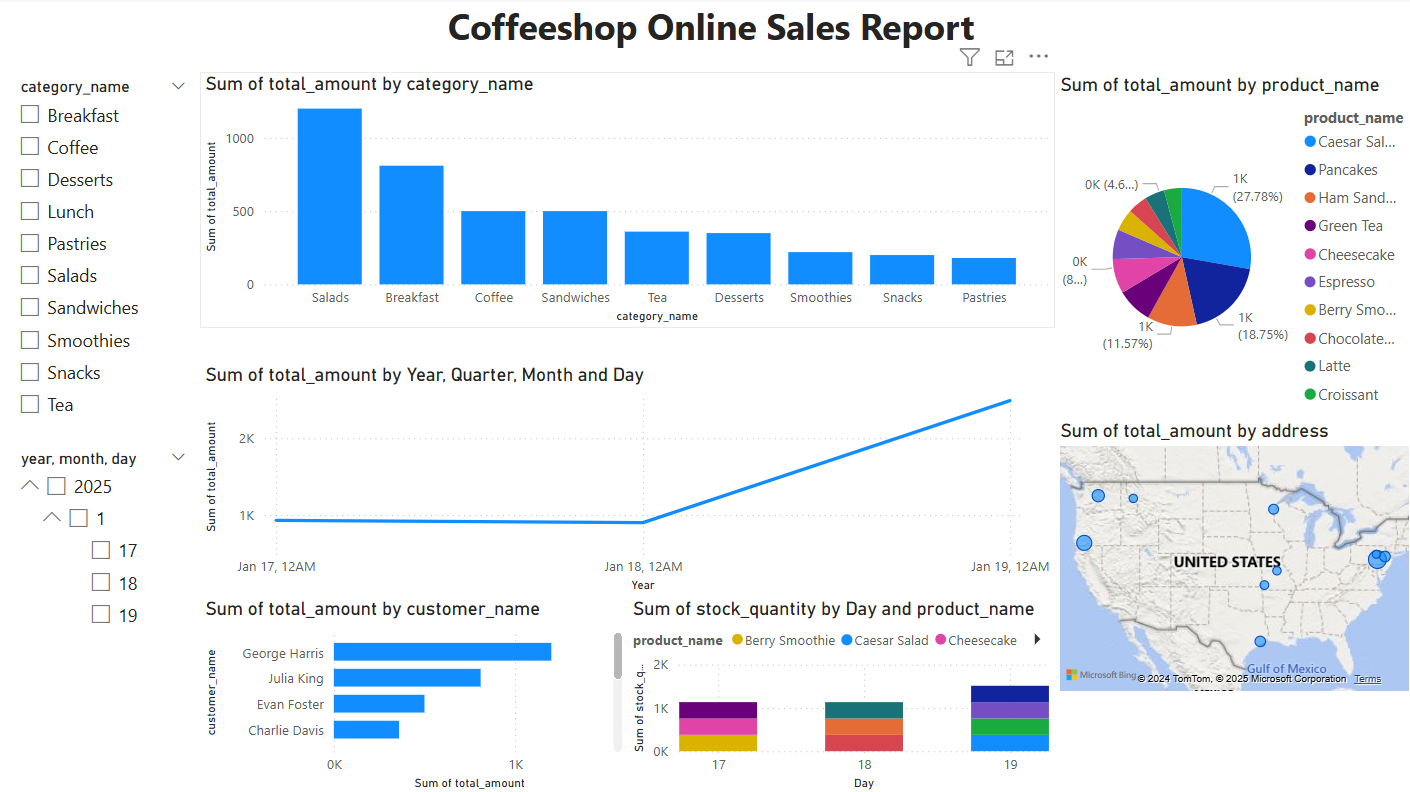 Coffeeshop Online Sales Report
category_name
Breakfast
Coffee
Desserts
Lunch
Pastries
Salads
Sandwiches
Smoothies
Snacks
Tea
year, month, day
2025
1
17
18
19
Sum of total_amount by category_name
Sum of total_amount
1000
500
0
Salads Breakfast Coffee Sandwiches Tea Desserts Smoothies Snacks Pastries
category_name
Sum of total_amount by Year, Quarter, Month and Day
Sum of total_amount
2K
1K
Jan 17, 12AM Jan 18, 12AM Jan 19, 12AM
Year
Sum of total_amount by customer_name
customer_name
George Harris
Julia King
Evan Foster
Charlie Davis
0K 1K
Sum of total_amount
Sum of stock_quantity by Day and product_name
product_name Berry Smoothie Caesar Salad Cheesecake
Sum of stock_q...
2K
1K
0K
17 18 19
Day
Sum of total_amount by product_name
product_name
Caesar Sal...
Pancakes
Ham Sand...
Green Tea
Cheesecake
Espresso
Berry Smo...
Chocolate...
Latte
Croissant
1K
(27.78%)
1K
(18.75%)
1K
(11.57%)
0K
(8...)
0K (4.6...)
Sum of total_amount by address
UNITED STATES
Gulf of Mexico
Microsoft Bing
© 2024 TomTom, © 2025 Microsoft Corporation Terms